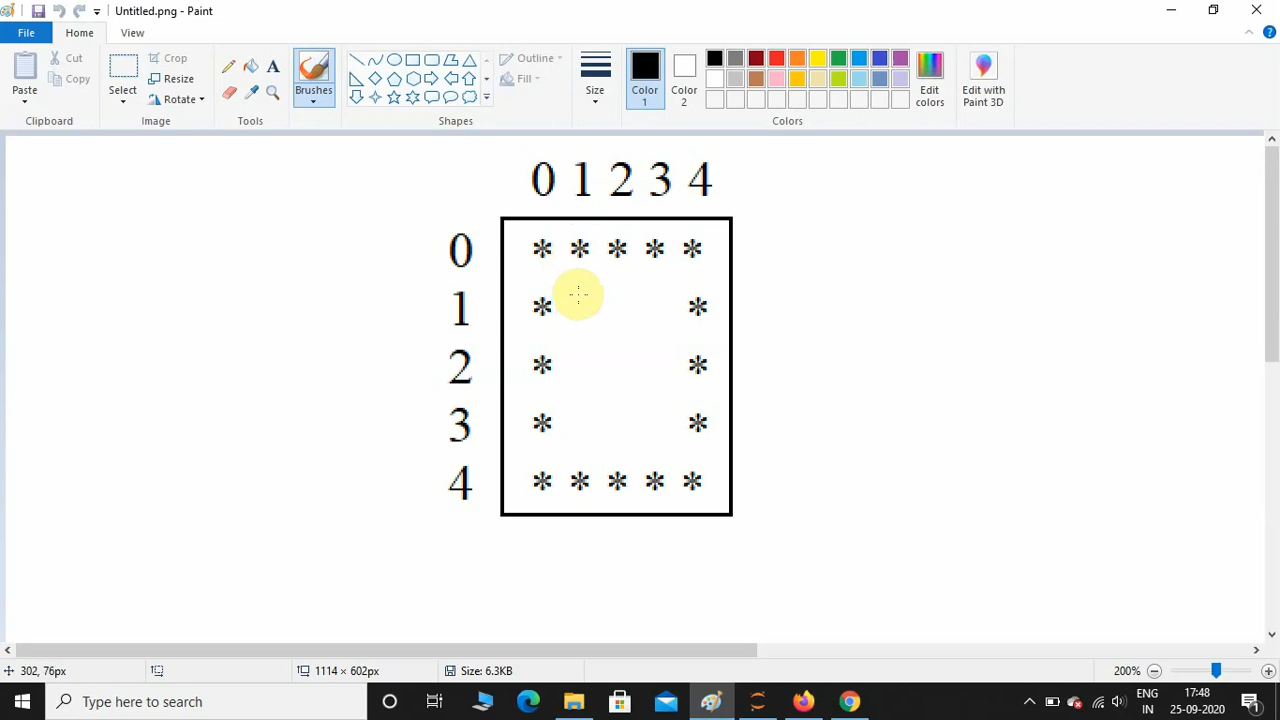 Untitled.png - Paint
File Home View
Paste
Cut
Copy
Clipboard
Select
Crop
Resize
Rotate
Image
A
Tools
Brushes
Outline
Fill
Shapes
Size
Color 1
Color 2
Colors
Edit colors
Edit with Paint 3D
0 1 2 3 4
0 * * * * *
1 * *
2 * *
3 * *
4 * * * * *
302, 76px
1114 × 602px
Size: 6.3KB
200%
Type here to search
ENG
IN
17:48
25-09-2020
1